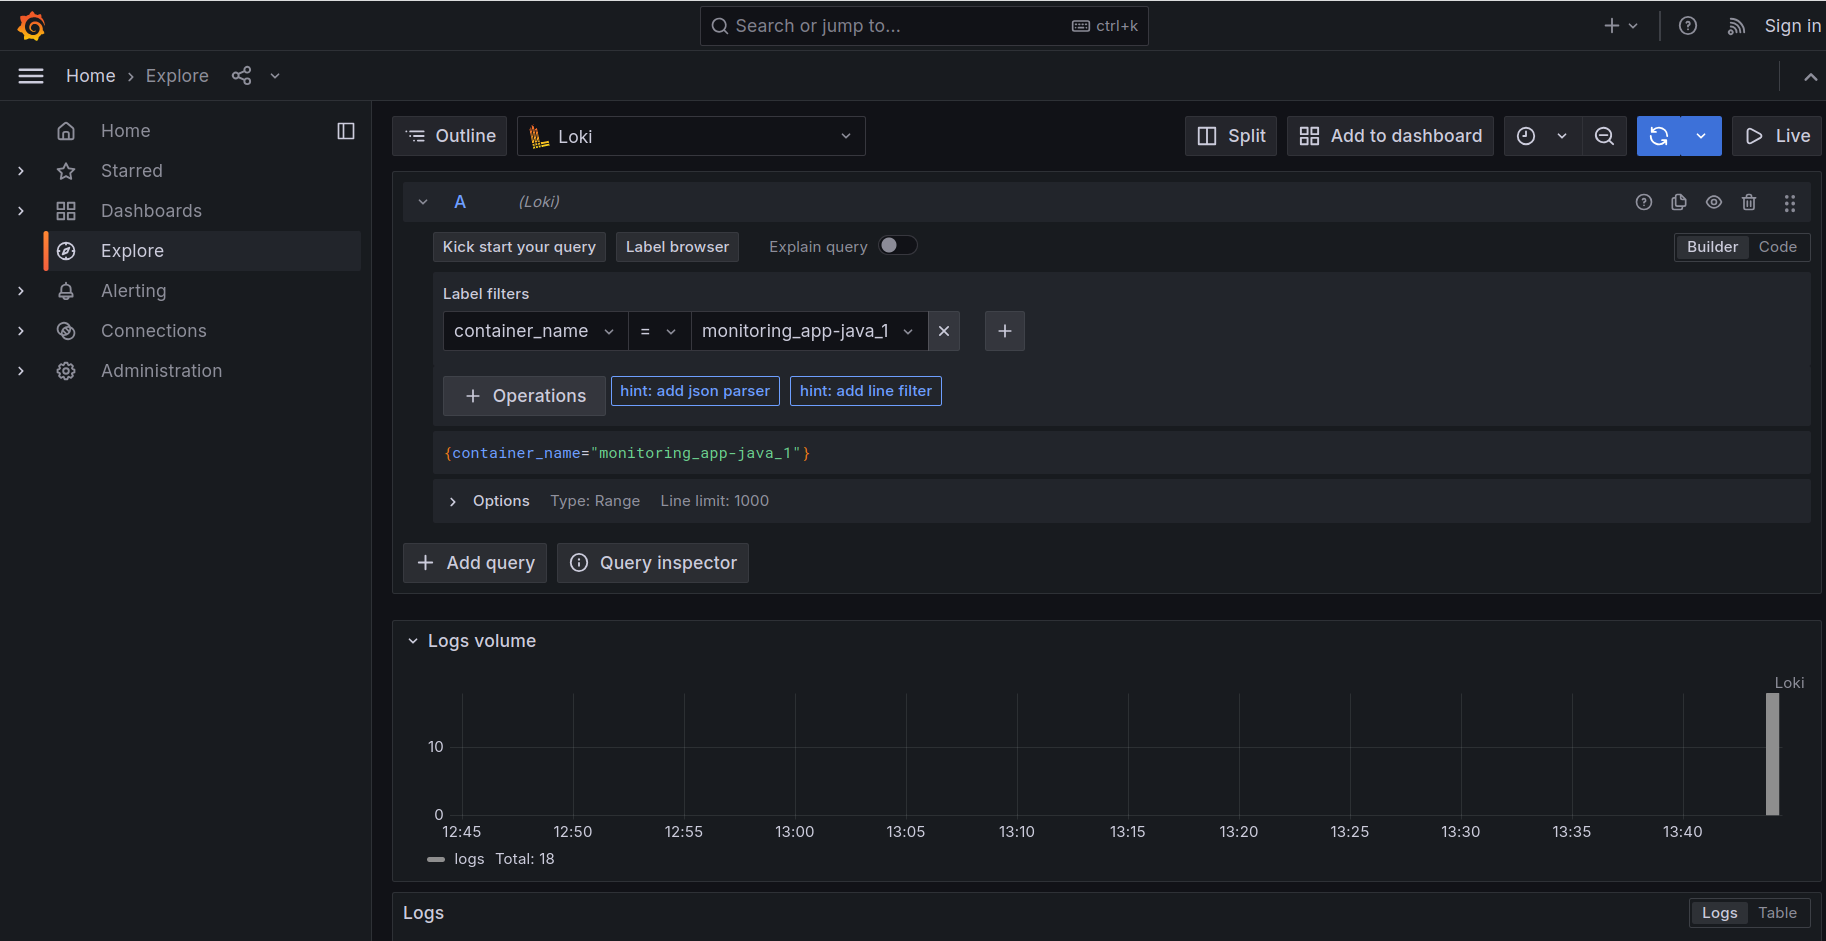 Search or jump to... ctrl+k Sign in
Home › Explore
Home
Starred
Dashboards
Explore
Alerting
Connections
Administration
Outline Loki Split Add to dashboard Live
A (Loki)
Kick start your query Label browser Explain query Builder Code
Label filters
container_name = monitoring_app-java_1
Operations hint: add json parser hint: add line filter
{container_name="monitoring_app-java_1"}
Options Type: Range Line limit: 1000
Add query Query inspector
Logs volume
Loki
10
0
12:45 12:50 12:55 13:00 13:05 13:10 13:15 13:20 13:25 13:30 13:35 13:40
logs Total: 18
Logs Logs Table